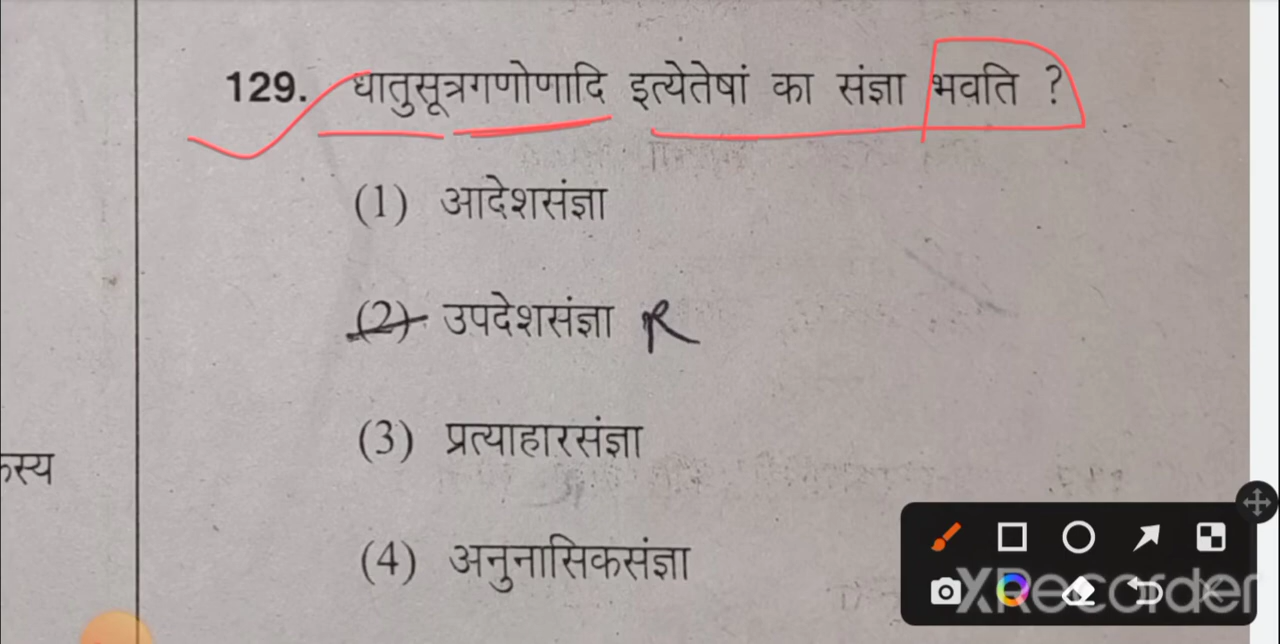 129. धातुसूत्रगणोणादि इत्येतेषां का संज्ञा भवति ?
(1) आदेशसंज्ञा
(2) उपदेशसंज्ञा R
(3) प्रत्याहारसंज्ञा
कस्य
(4) अनुनासिकसंज्ञा
XRecorder